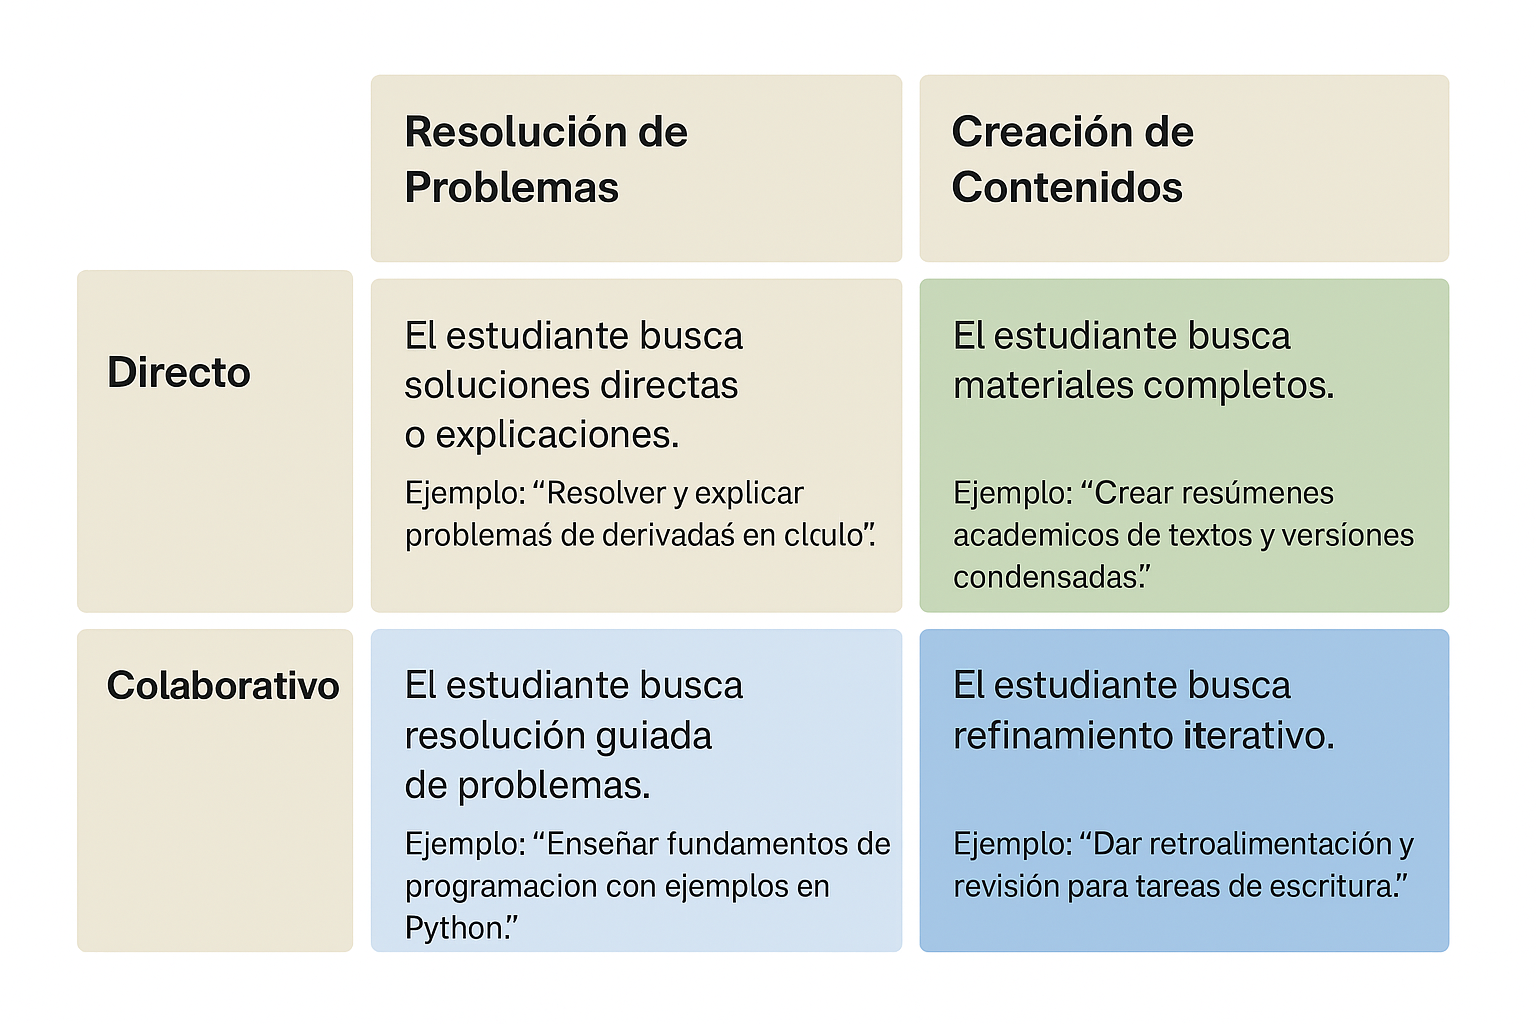 Resolución de
Problemas
Creación de
Contenidos
Directo
El estudiante busca
soluciones directas
o explicaciones.
Ejemplo: “Resolver y explicar
problemaś de derivadaś en clculo”.
El estudiante busca
materiales completos.
Ejemplo: “Crear resúmenes
academicos de textos y versíones
condensadas.”
Colaborativo
El estudiante busca
resolución guiada
de problemas.
Ejemplo: “Enseñar fundamentos de
programacion con ejemplos en
Python.”
El estudiante busca
refinamiento iterativo.
Ejemplo: “Dar retroalimentación y
revisión para tareas de escritura.”